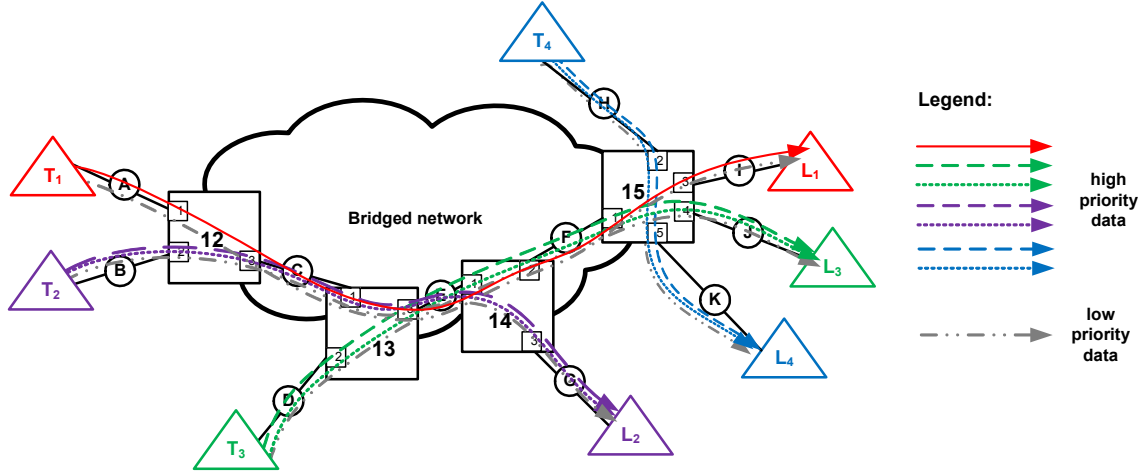 T4
H
Legend:
T1
A
1
12
2
3
B
T2
Bridged network
15
2
3
1
4
5
I
L1
J
L3
F
C
E
1
3
13
2
1
14
3
K
L4
D
G
T3
L2
high
priority
data
low
priority
data